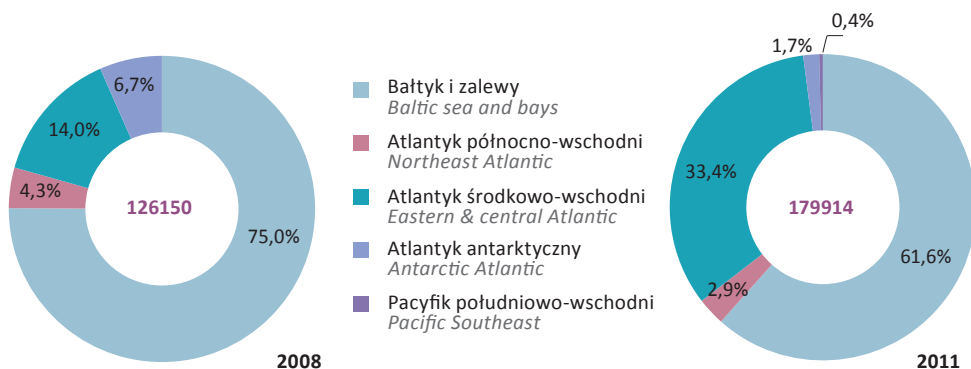 6,7%
14,0%
4,3%
126150
75,0%
2008
Bałtyk i zalewy
Baltic sea and bays
Atlantyk północno-wschodni
Northeast Atlantic
Atlantyk środkowo-wschodni
Eastern & central Atlantic
Atlantyk antarktyczny
Antarctic Atlantic
Pacyfik południowo-wschodni
Pacific Southeast
0,4%
1,7%
33,4%
179914
61,6%
2,9%
2011